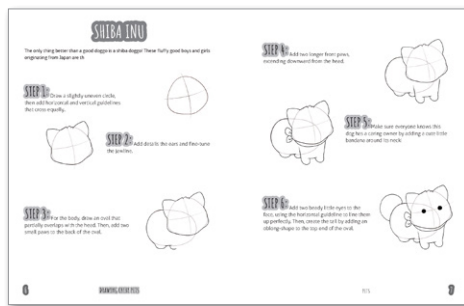 SHIBA INU
The only thing better than a good doggo is a shiba doggo! These fluffy good boys and girls
originating from Japan are
STEP 1: Draw a slightly uneven circle,
then add horizontal and vertical guidelines
that cross equally.
STEP 2: Add details the ears and fine-tune
the jawline.
STEP 3: For the body, draw an oval that
partially overlaps with the head. Then, add two
small paws to the back of the oval.
DRAWING CUTE PETS
STEP 4: Add two longer front paws,
extending downward from the head.
STEP 5: Make sure everyone knows this
dog has a caring owner by adding a cute little
bandana around its neck.
STEP 6: Add two beady little eyes to the
face, using the horizontal guideline to line them
up perfectly. Then, create the tail by adding an
oblong shape to the top end of the oval.
PETS